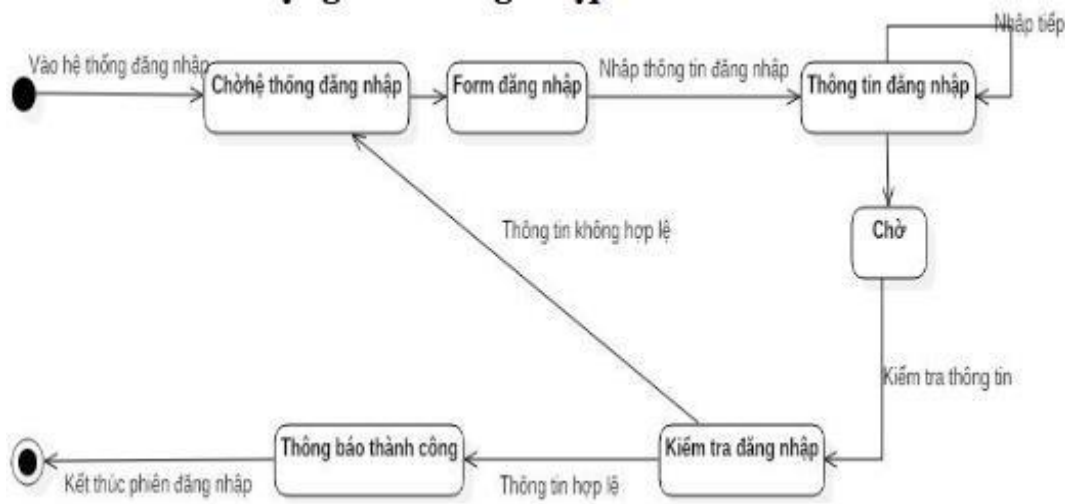 Nhập tiếp
Vào hệ thống đăng nhập
Chờ hệ thống đăng nhập
Form đăng nhập
Nhập thông tin đăng nhập
Thông tin đăng nhập
Chờ
Thông tin không hợp lệ
Kiểm tra thông tin
Kiểm tra đăng nhập
Thông tin hợp lệ
Thông báo thành công
Kết thúc phiên đăng nhập